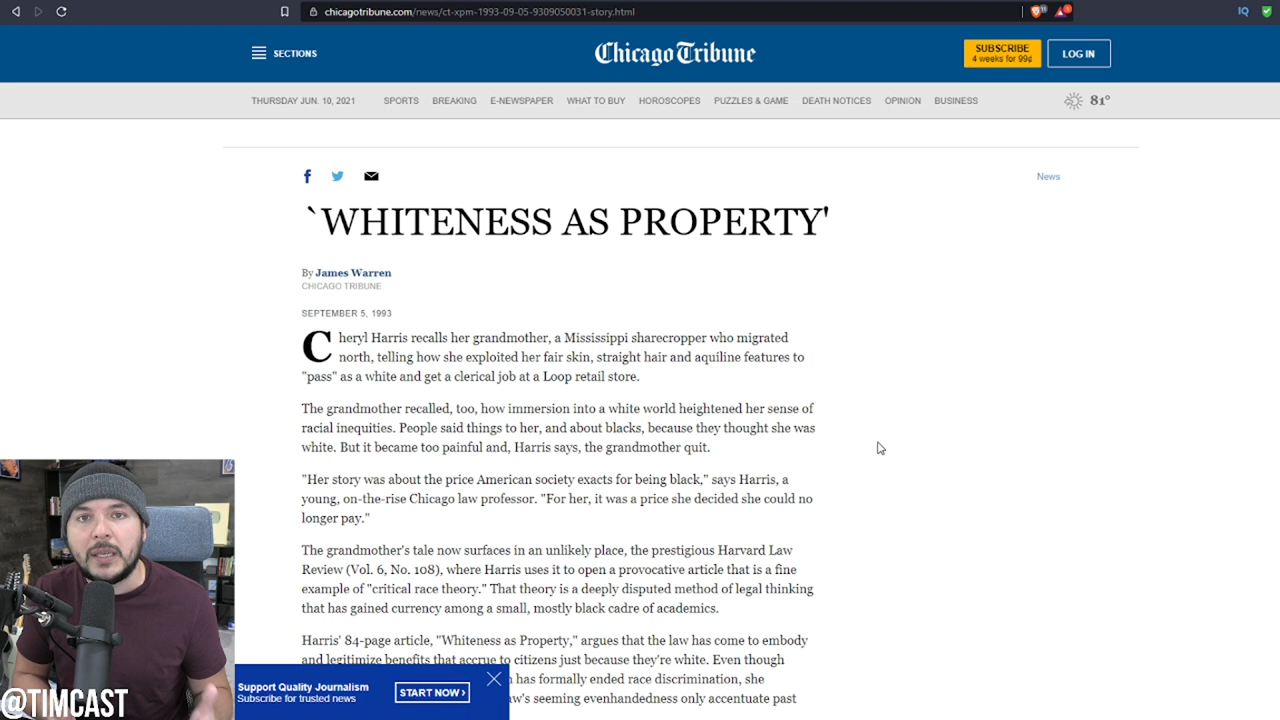 chicagotribune.com/news/ct-xpm-1993-09-05-9309050031-story.html
IQ
SECTIONS
Chicago Tribune
SUBSCRIBE
4 weeks for 99¢
LOG IN
THURSDAY JUN. 10, 2021
SPORTS BREAKING E-NEWSPAPER WHAT TO BUY HOROSCOPES PUZZLES & GAME DEATH NOTICES OPINION BUSINESS
81°
News
`WHITENESS AS PROPERTY'
By James Warren
CHICAGO TRIBUNE
SEPTEMBER 5, 1993
Cheryl Harris recalls her grandmother, a Mississippi sharecropper who migrated
north, telling how she exploited her fair skin, straight hair and aquiline features to
"pass" as a white and get a clerical job at a Loop retail store.
The grandmother recalled, too, how immersion into a white world heightened her sense of
racial inequities. People said things to her, and about blacks, because they thought she was
white. But it became too painful and, Harris says, the grandmother quit.
"Her story was about the price American society exacts for being black," says Harris, a
young, on-the-rise Chicago law professor. "For her, it was a price she decided she could no
longer pay."
The grandmother's tale now surfaces in an unlikely place, the prestigious Harvard Law
Review (Vol. 6, No. 108), where Harris uses it to open a provocative article that is a fine
example of "critical race theory." That theory is a deeply disputed method of legal thinking
that has gained currency among a small, mostly black cadre of academics.
Harris' 84-page article, "Whiteness as Property," argues that the law has come to embody
and legitimize benefits that accrue to citizens just because they're white. Even though
has formally ended race discrimination, she
law's seeming evenhandedness only accentuate past
Support Quality Journalism
Subscribe for trusted news
START NOW ›
@TIMCAST